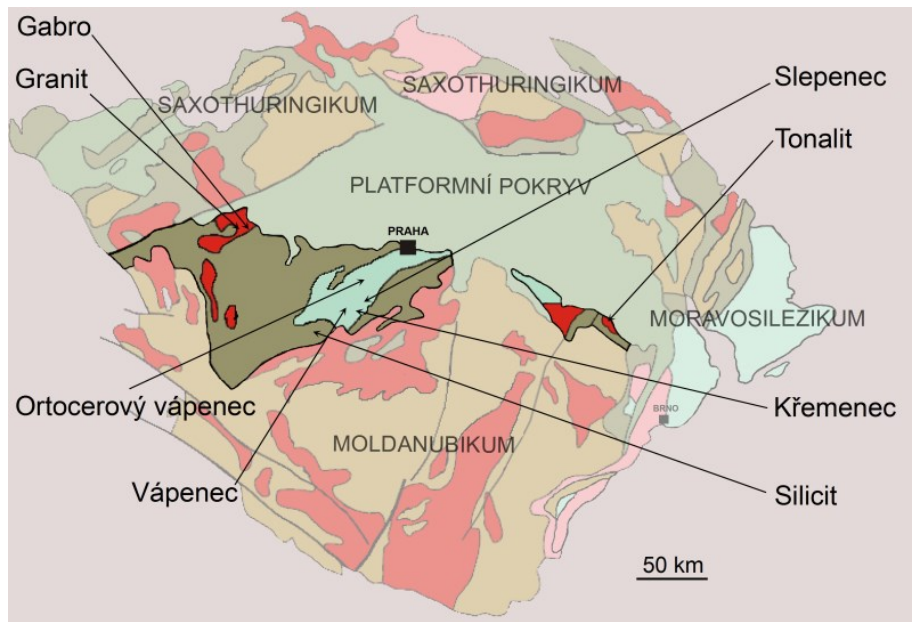 Gabro
Granit
Slepenec
SAXOTHURINGIKUM
SAXOTHURINGIKUM
Tonalit
PLATFORMNÍ POKRYV
PRAHA
MORAVOSILEZIKUM
Ortocerový vápenec
Křemenec
BRNO
MOLDANUBIKUM
Vápenec
Silicit
50 km